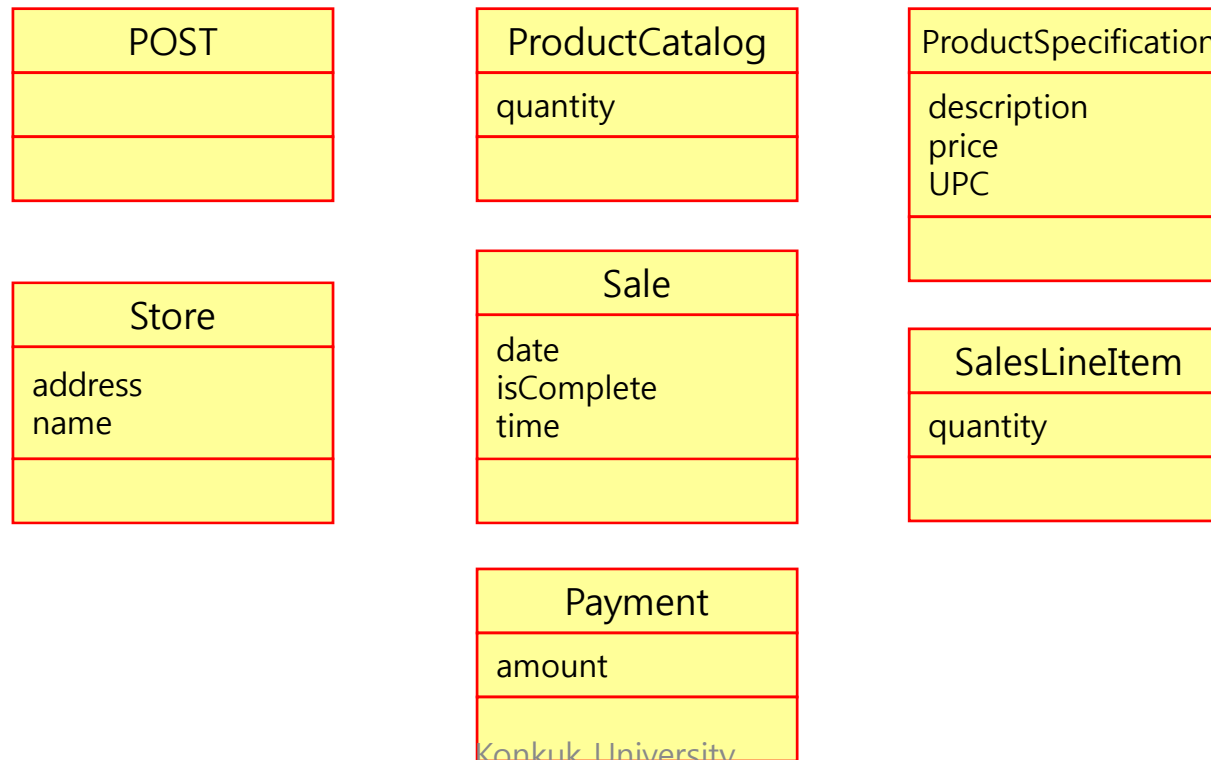 POST
ProductCatalog
quantity
ProductSpecification
description
price
UPC
Store
address
name
Sale
date
isComplete
time
SalesLineItem
quantity
Payment
amount
Konkuk University